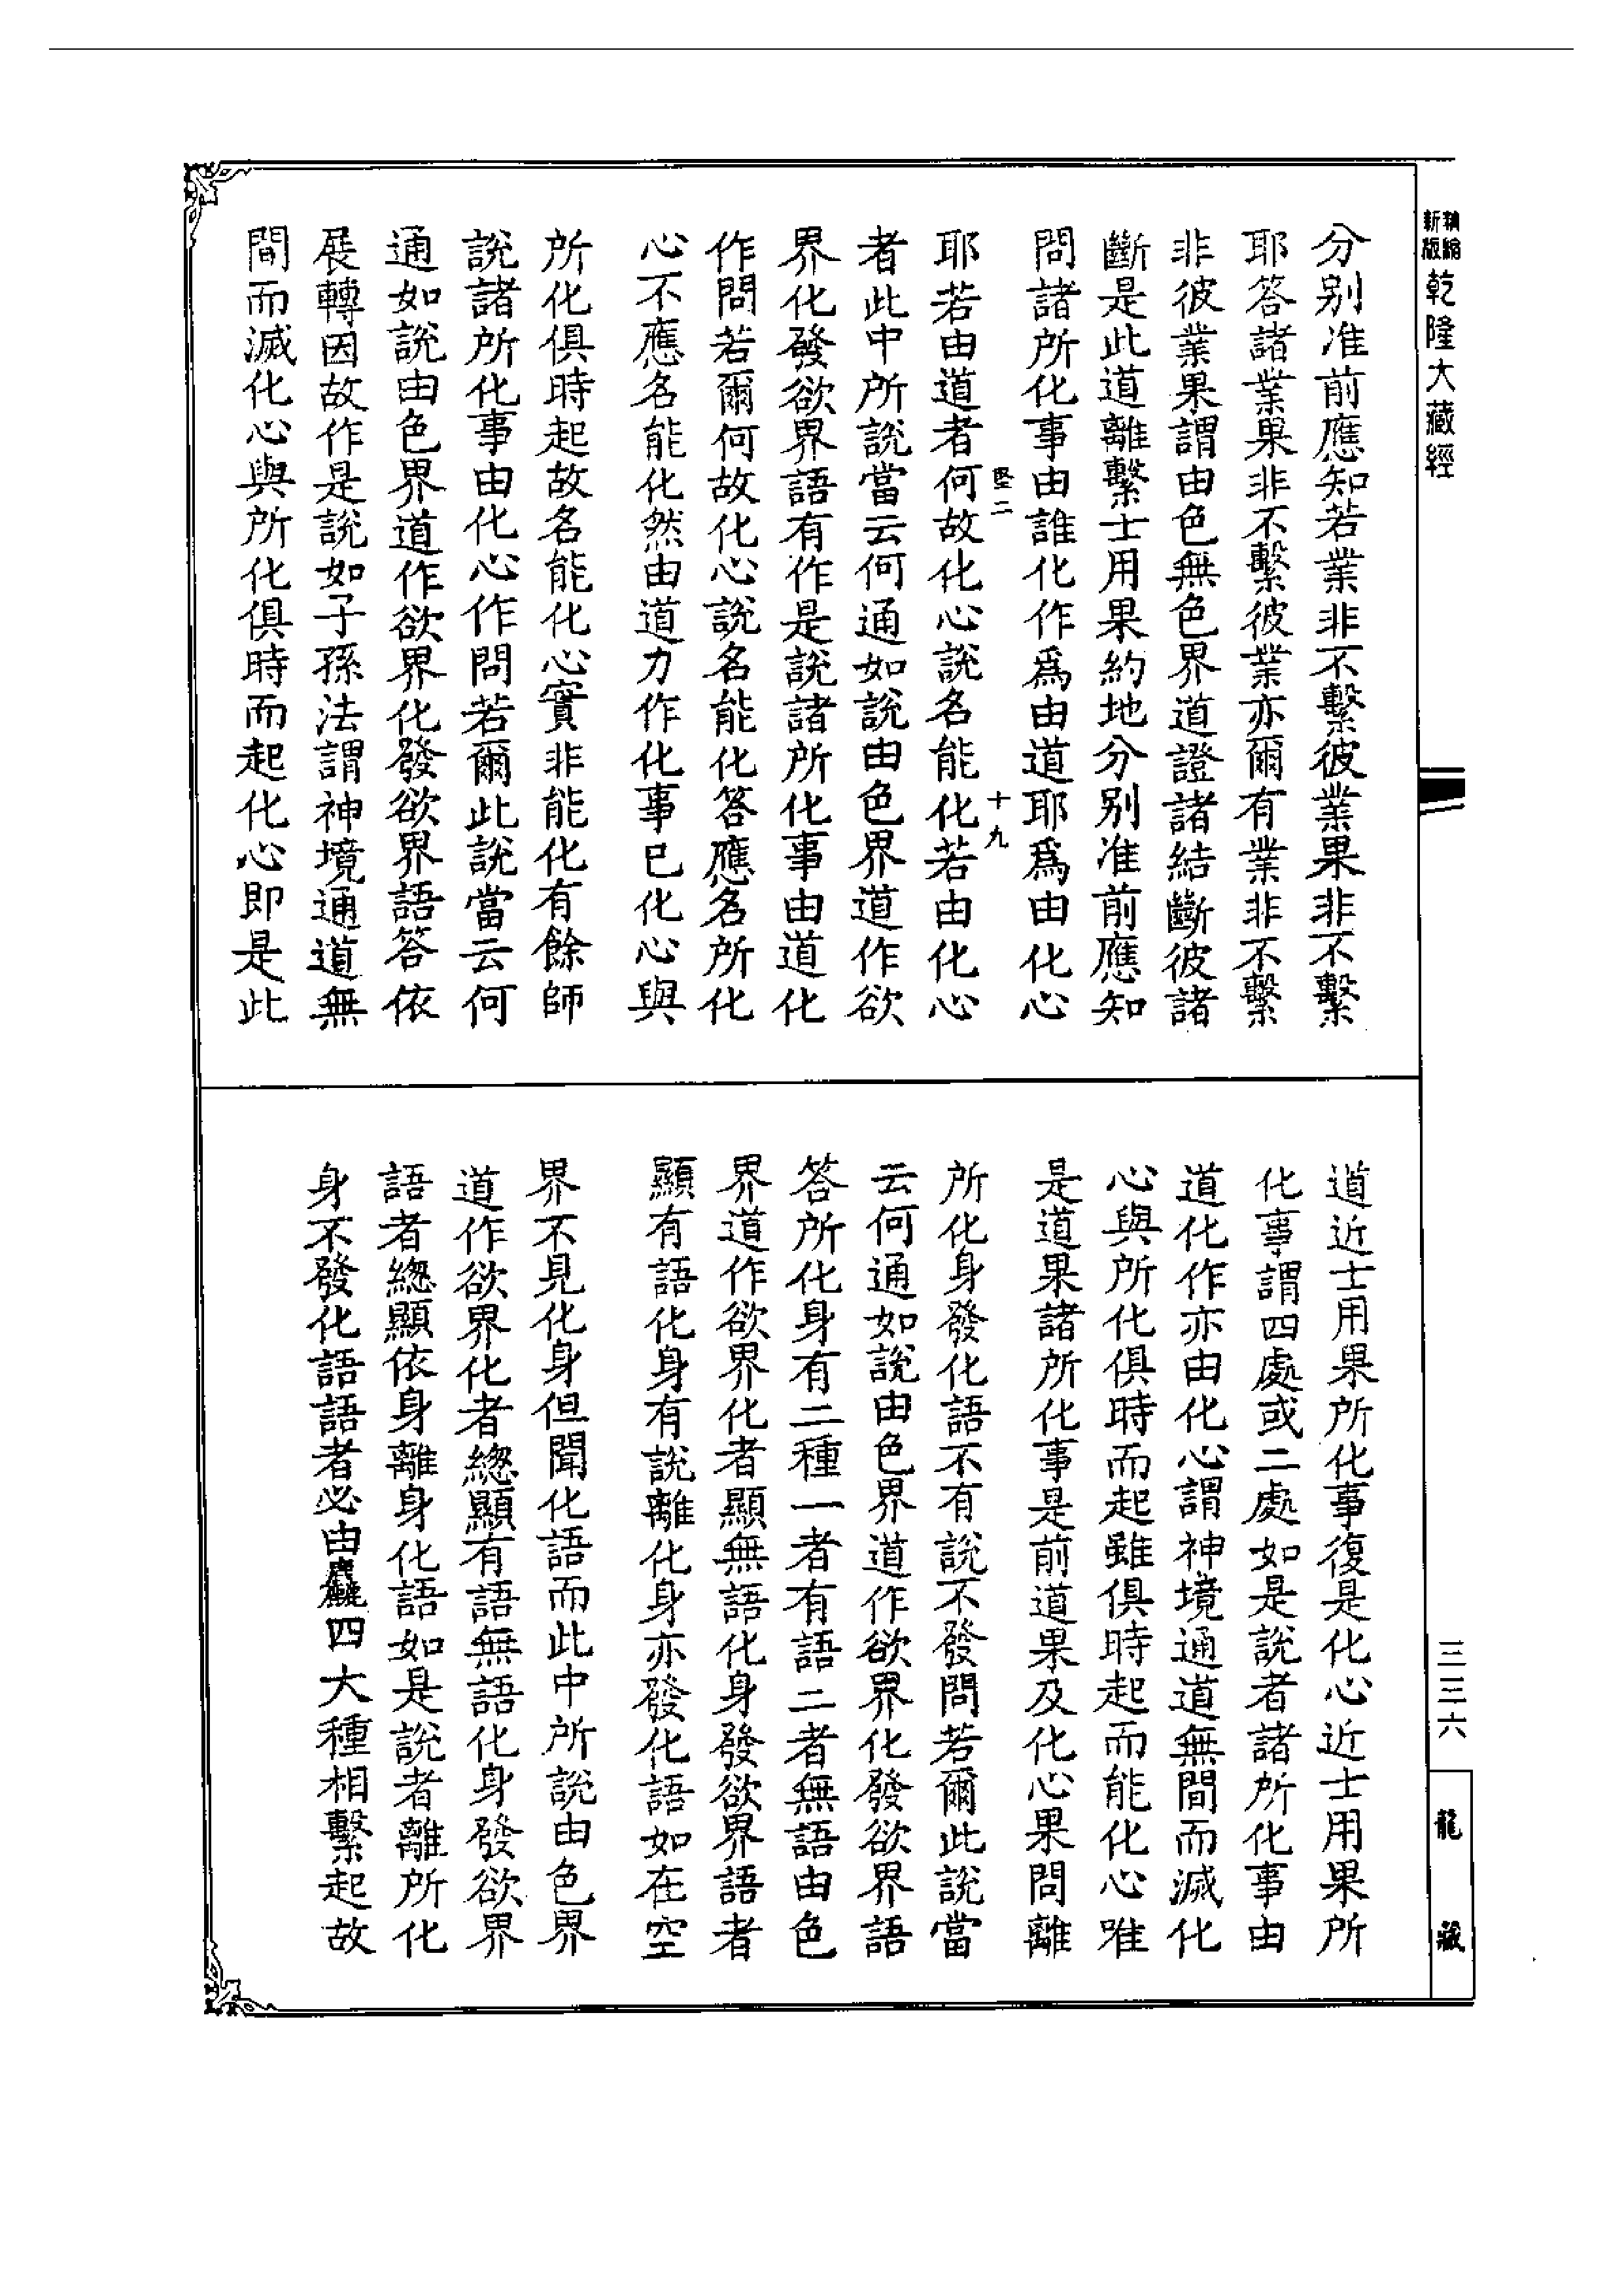 新版精縮乾隆大藏經
分别准前應知若業非不繫彼業果非不繫
耶答諸業果非不繫彼業亦爾有業非不繫
非彼業果謂由色無色界道證諸結斷彼諸
斷是此道離繫士用果約地分别准前應知
問諸所化事由誰化作爲由道耶爲由化心
堅二 十九
耶若由道者何故化心說名能化若由化心
者此中所說當云何通如說由色界道作欲
界化發欲界語有作是說諸所化事由道化
作問若爾何故化心說名能化答應名所化
心不應名能化然由道力作化事已化心與
所化俱時起故名能化心實非能化有餘師
說諸所化事由化心作問若爾此說當云何
通如說由色界道作欲界化發欲界語答依
展轉因故作是說如子孫法謂神境通道無
間而滅化心與所化俱時而起化心即是此
道近士用果所化事復是化心近士用果所
化事謂四處或二處如是說者諸所化事由
道化作亦由化心謂神境通道無間而滅化
心與所化俱時而起雖俱時起而能化心唯
是道果諸所化事是前道果及化心果問離
所化身發化語不有說不發問若爾此說當
云何通如說由色界道作欲界化發欲界語
答所化身有二種一者有語二者無語由色
界道作欲界化者顯無語化身發欲界語者
顯有語化身有說離化身亦發化語如在空
界不見化身但聞化語而此中所說由色界
道作欲界化者緫顯有語無語化身發欲界
語者緫顯依身離身化語如是說者離所化
身不發化語語者必由麤四大種相繫起故
三三六
龍藏